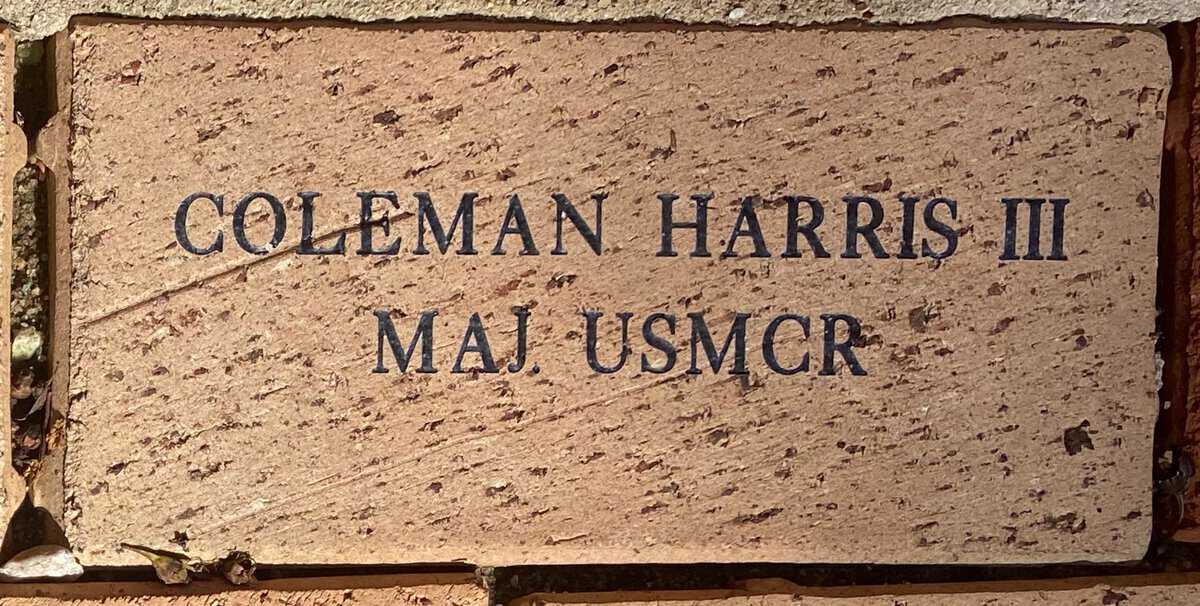 COLEMAN HARRIS III
MAJ. USMCR